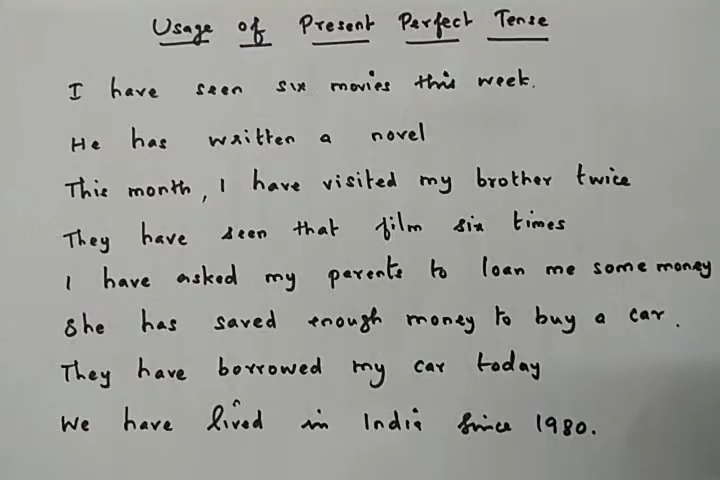 Usage of Present Perfect Tense
I have seen six movies this week.
He has written a novel
This month, I have visited my brother twice
They have seen that film six times
I have asked my parents to loan me some money
She has saved enough money to buy a car.
They have borrowed my car today
We have lived in India since 1980.